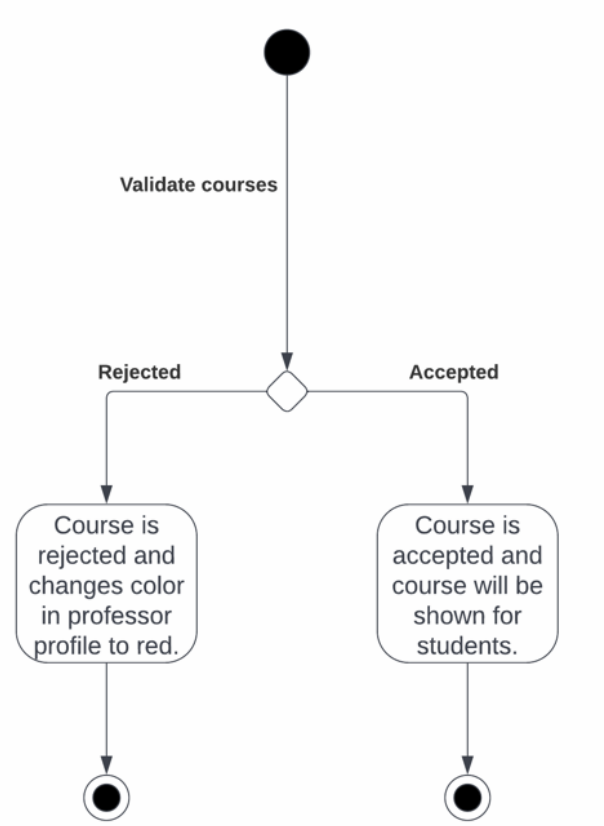 Validate courses
Rejected
Accepted
Course is
rejected and
changes color
in professor
profile to red.
Course is
accepted and
course will be
shown for
students.